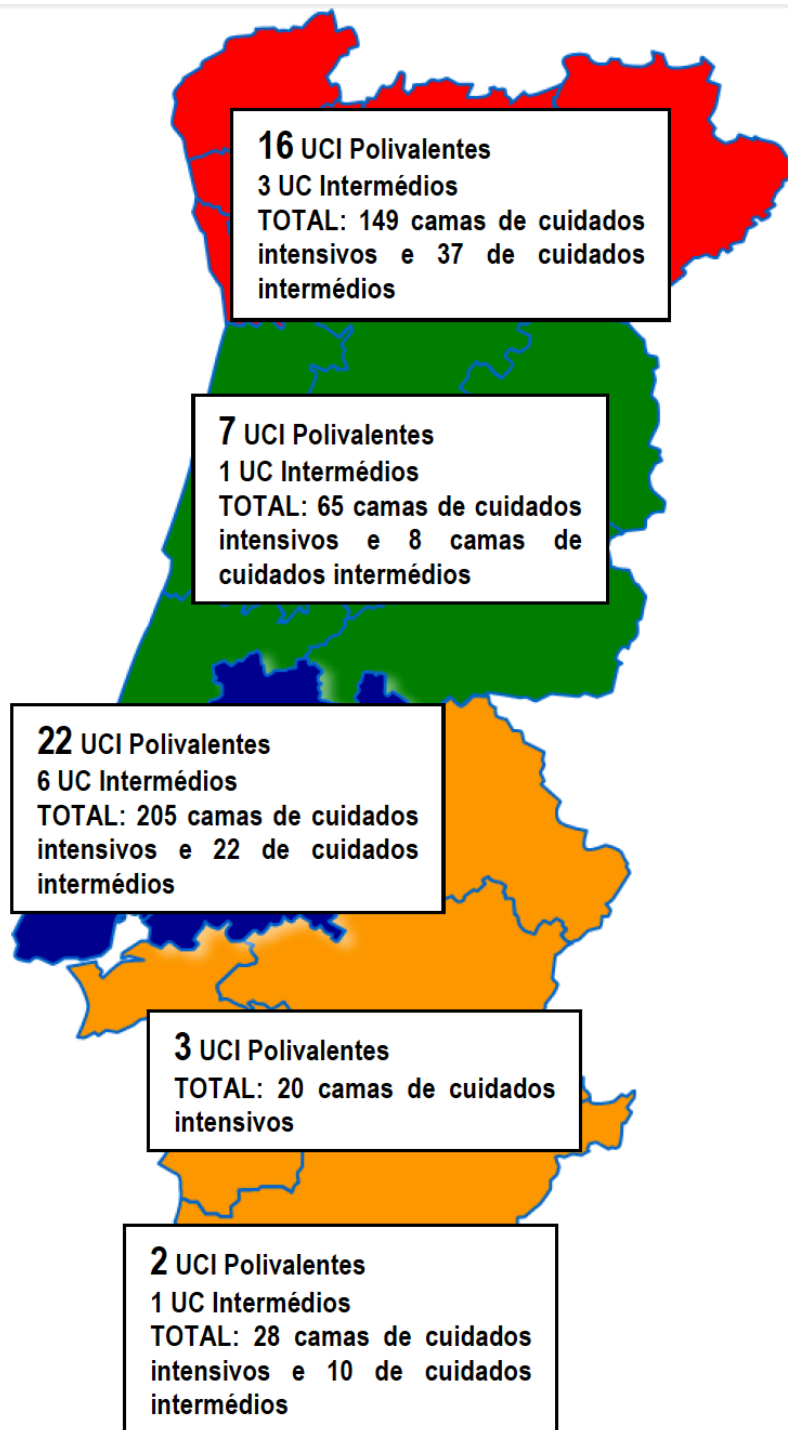 16 UCI Polivalentes
3 UC Intermédios
TOTAL: 149 camas de cuidados
intensivos e 37 de cuidados
intermédios
7 UCI Polivalentes
1 UC Intermédios
TOTAL: 65 camas de cuidados
intensivos e 8 camas de
cuidados intermédios
22 UCI Polivalentes
6 UC Intermédios
TOTAL: 205 camas de cuidados
intensivos e 22 de cuidados
intermédios
3 UCI Polivalentes
TOTAL: 20 camas de cuidados
intensivos
2 UCI Polivalentes
1 UC Intermédios
TOTAL: 28 camas de cuidados
intensivos e 10 de cuidados
intermédios